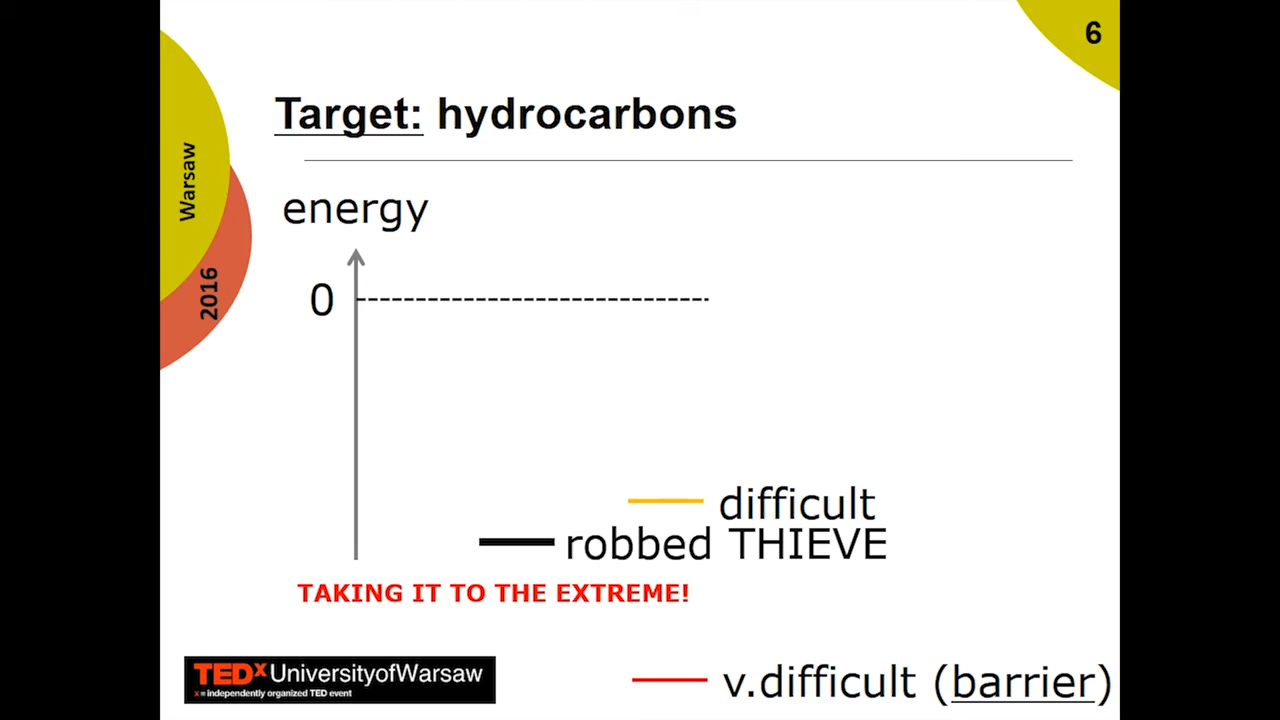 6
Target: hydrocarbons
Warsaw
2016
energy
0
difficult
robbed THIEVE
TAKING IT TO THE EXTREME!
TEDx UniversityofWarsaw
x = independently organized TED event
v.difficult (barrier)